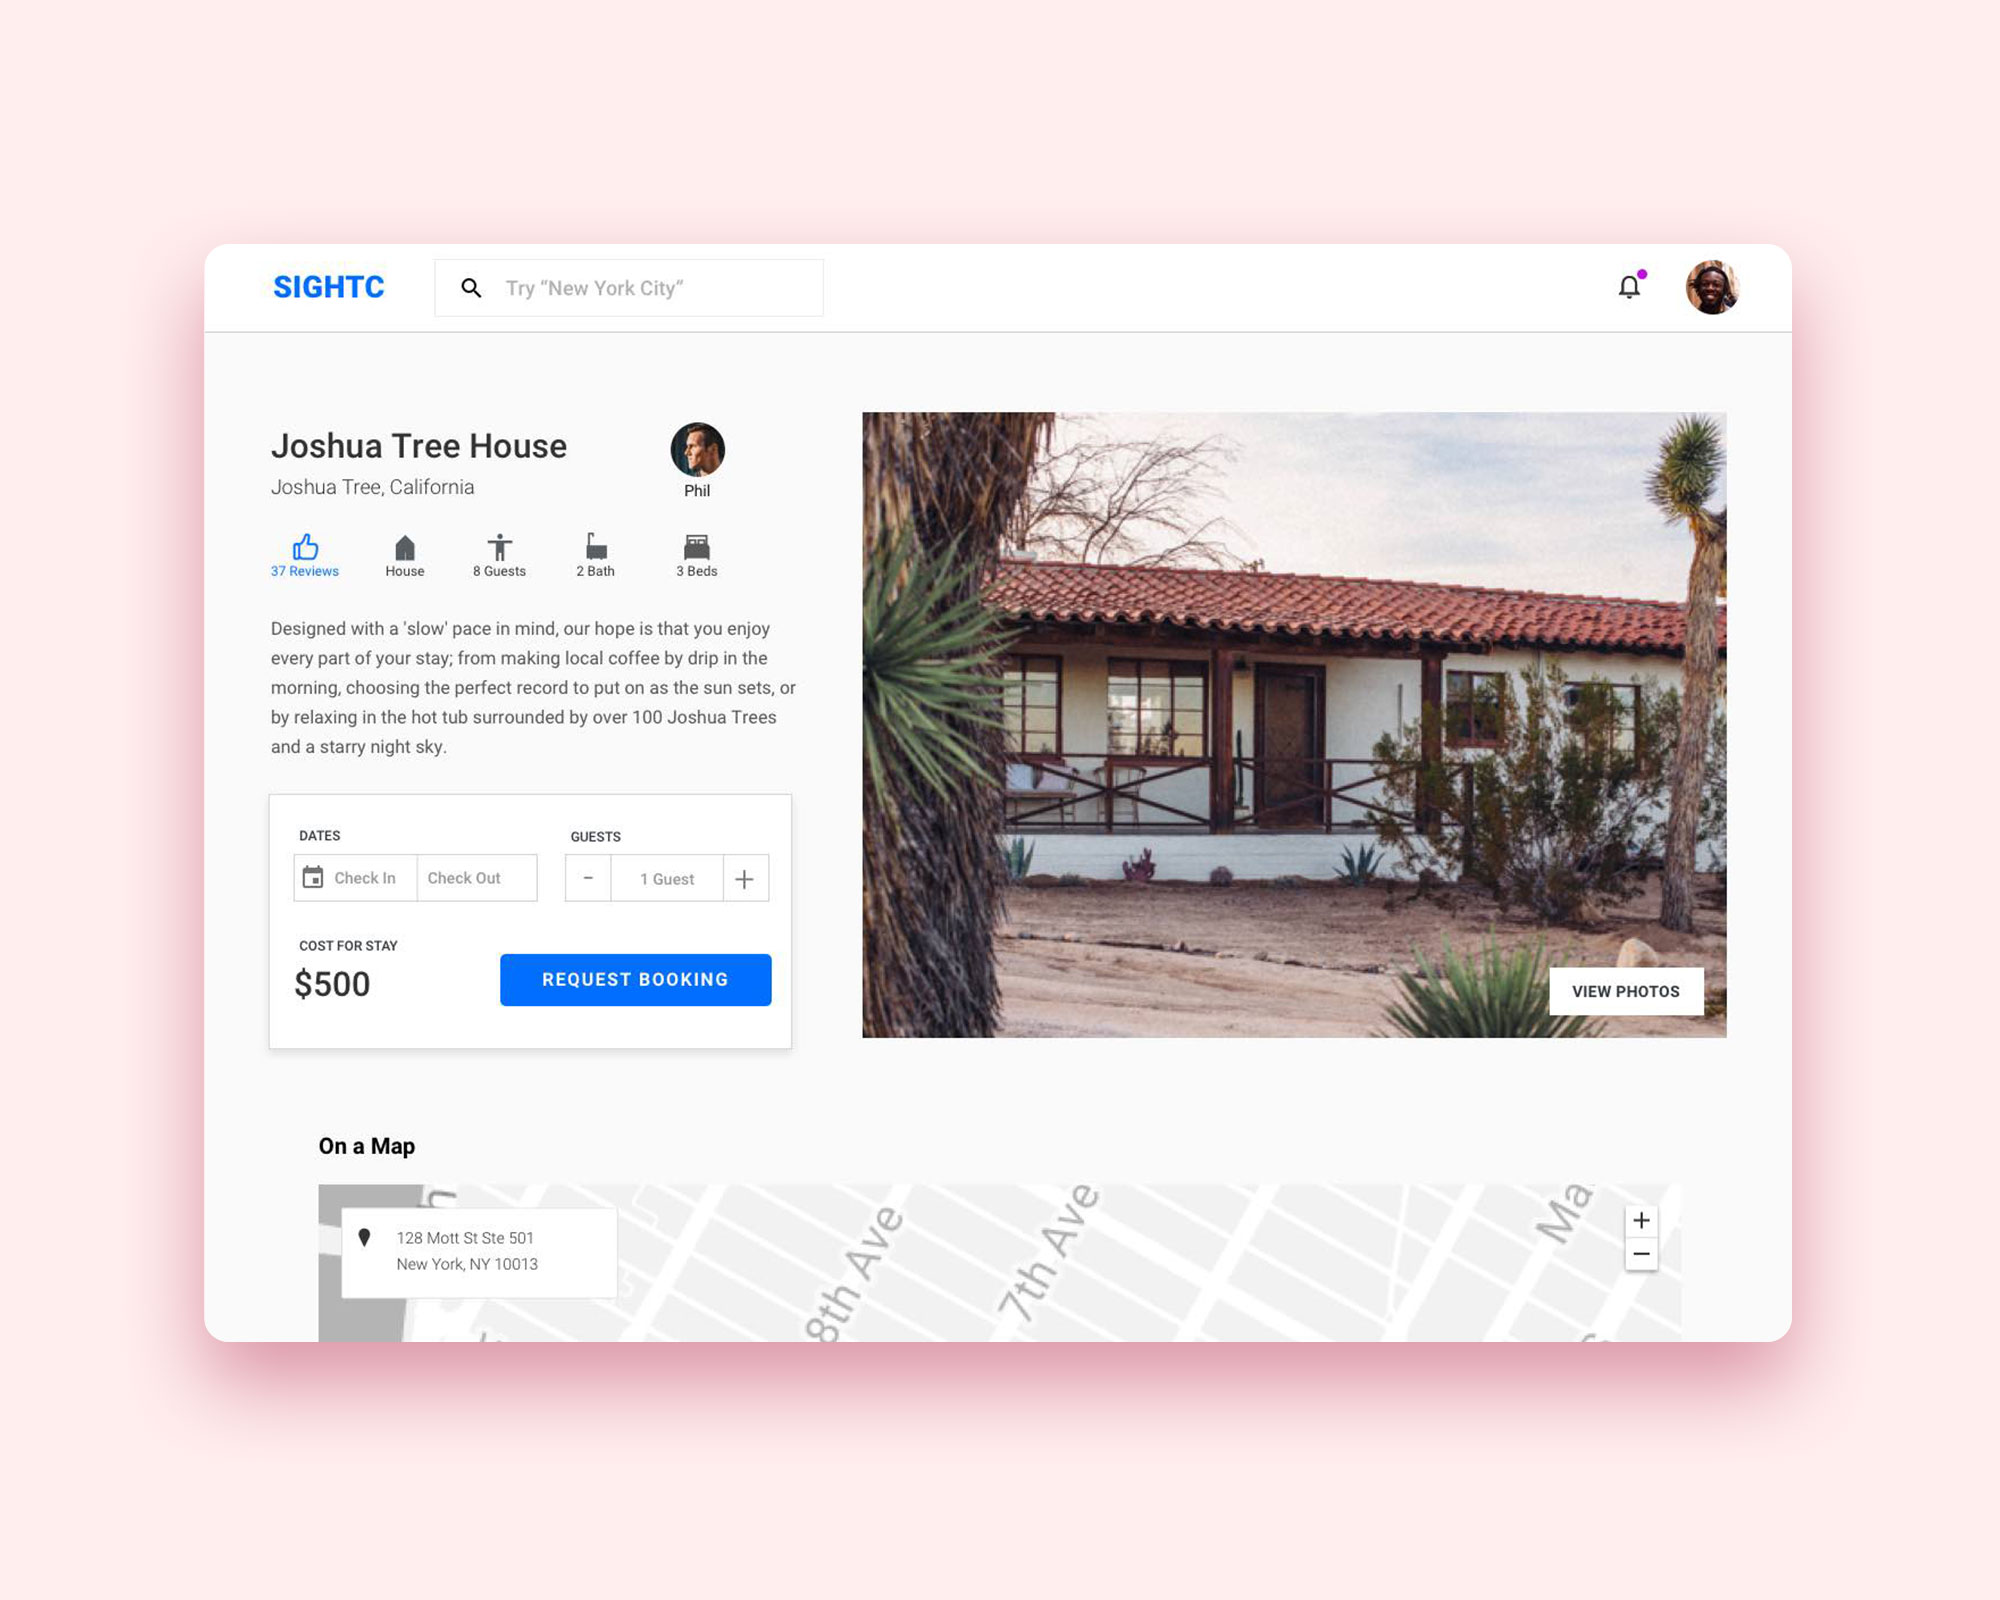 SIGHTC
Try “New York City“
Joshua Tree House
Joshua Tree, California
Phil
37 Reviews
House
8 Guests
2 Bath
3 Beds
Designed with a 'slow' pace in mind, our hope is that you enjoy
every part of your stay; from making local coffee by drip in the
morning, choosing the perfect record to put on as the sun sets, or
by relaxing in the hot tub surrounded by over 100 Joshua Trees
and a starry night sky.
DATES
GUESTS
Check In
Check Out
-
1 Guest
+
COST FOR STAY
$500
REQUEST BOOKING
VIEW PHOTOS
On a Map
128 Mott St Ste 501
New York, NY 10013
8th Ave
7th Ave
+
−